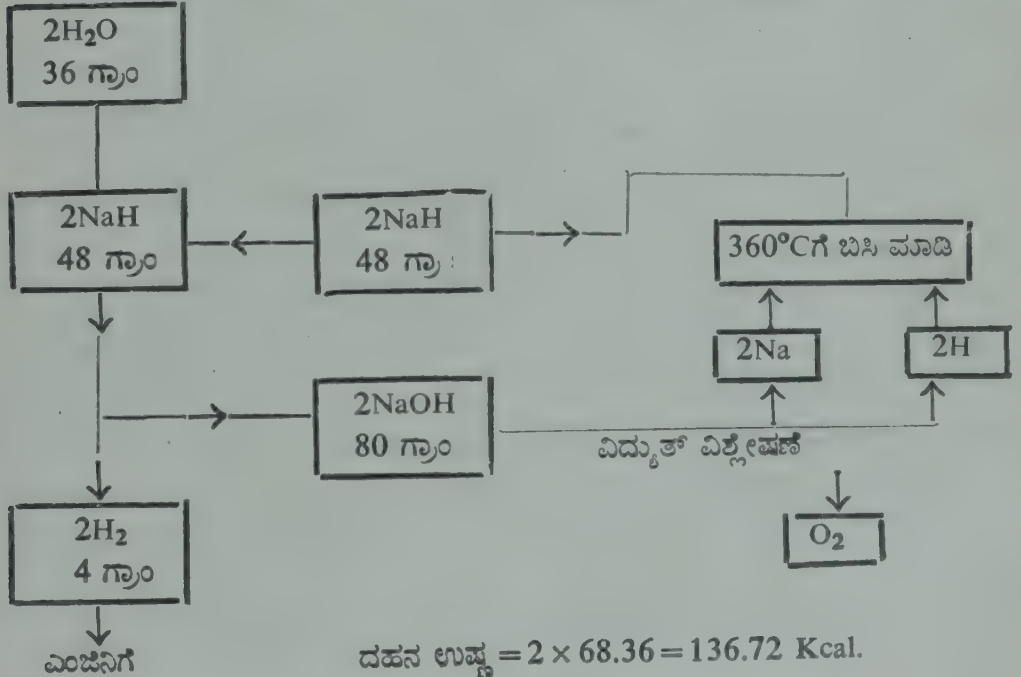 2H₂O
36 ಗ್ರಾಂ
2NaH
48 ಗ್ರಾಂ
2NaH
48 ಗ್ರಾ
360°Cಗೆ ಬಿಸಿ ಮಾಡಿ
2Na
2H
2NaOH
80 ಗ್ರಾಂ
ವಿದ್ಯುತ್ ವಿಶ್ಲೇಷಣೆ
O₂
2H₂
4 ಗ್ರಾಂ
ಎಂಜಿನಿಗೆ
ದಹನ ಉಷ್ಣ = 2 × 68.36 = 136.72 Kcal.